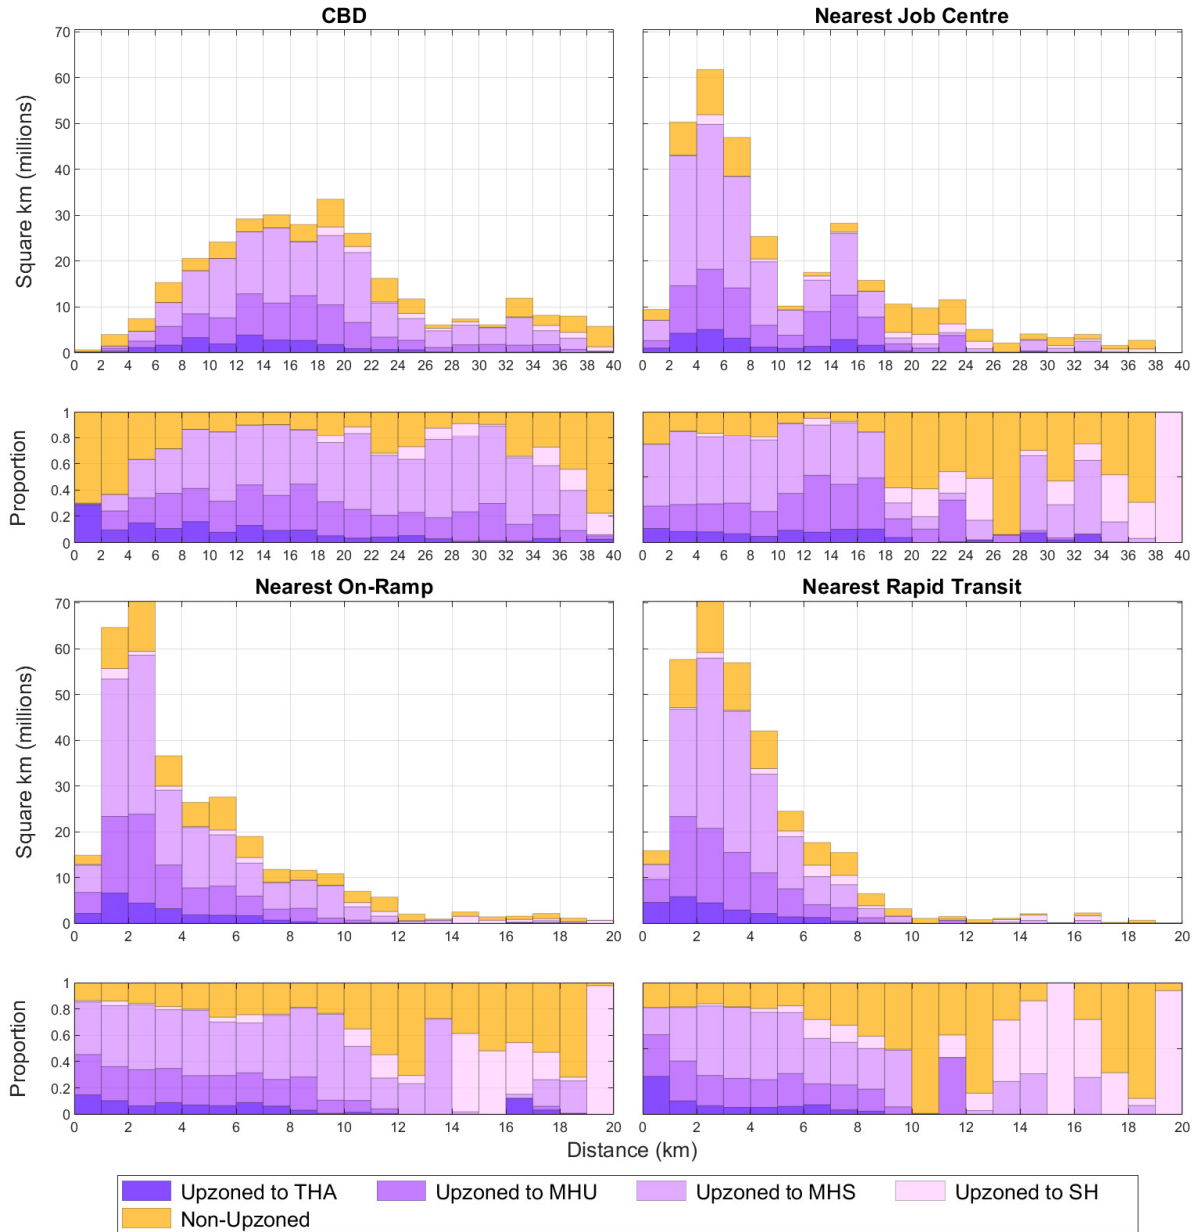 CBD
Nearest Job Centre
Square km (millions)
70
60
50
40
30
20
10
0
0 2 4 6 8 10 12 14 16 18 20 22 24 26 28 30 32 34 36 38 40
0 2 4 6 8 10 12 14 16 18 20 22 24 26 28 30 32 34 36 38 40
Proportion
1
0.8
0.6
0.4
0.2
0
0 2 4 6 8 10 12 14 16 18 20 22 24 26 28 30 32 34 36 38 40
0 2 4 6 8 10 12 14 16 18 20 22 24 26 28 30 32 34 36 38 40
Nearest On-Ramp
Nearest Rapid Transit
Square km (millions)
70
60
50
40
30
20
10
0
0 2 4 6 8 10 12 14 16 18 20
0 2 4 6 8 10 12 14 16 18 20
Proportion
1
0.8
0.6
0.4
0.2
0
0 2 4 6 8 10 12 14 16 18 20
0 2 4 6 8 10 12 14 16 18 20
Distance (km)
Upzoned to THA Upzoned to MHU Upzoned to MHS Upzoned to SH
Non-Upzoned